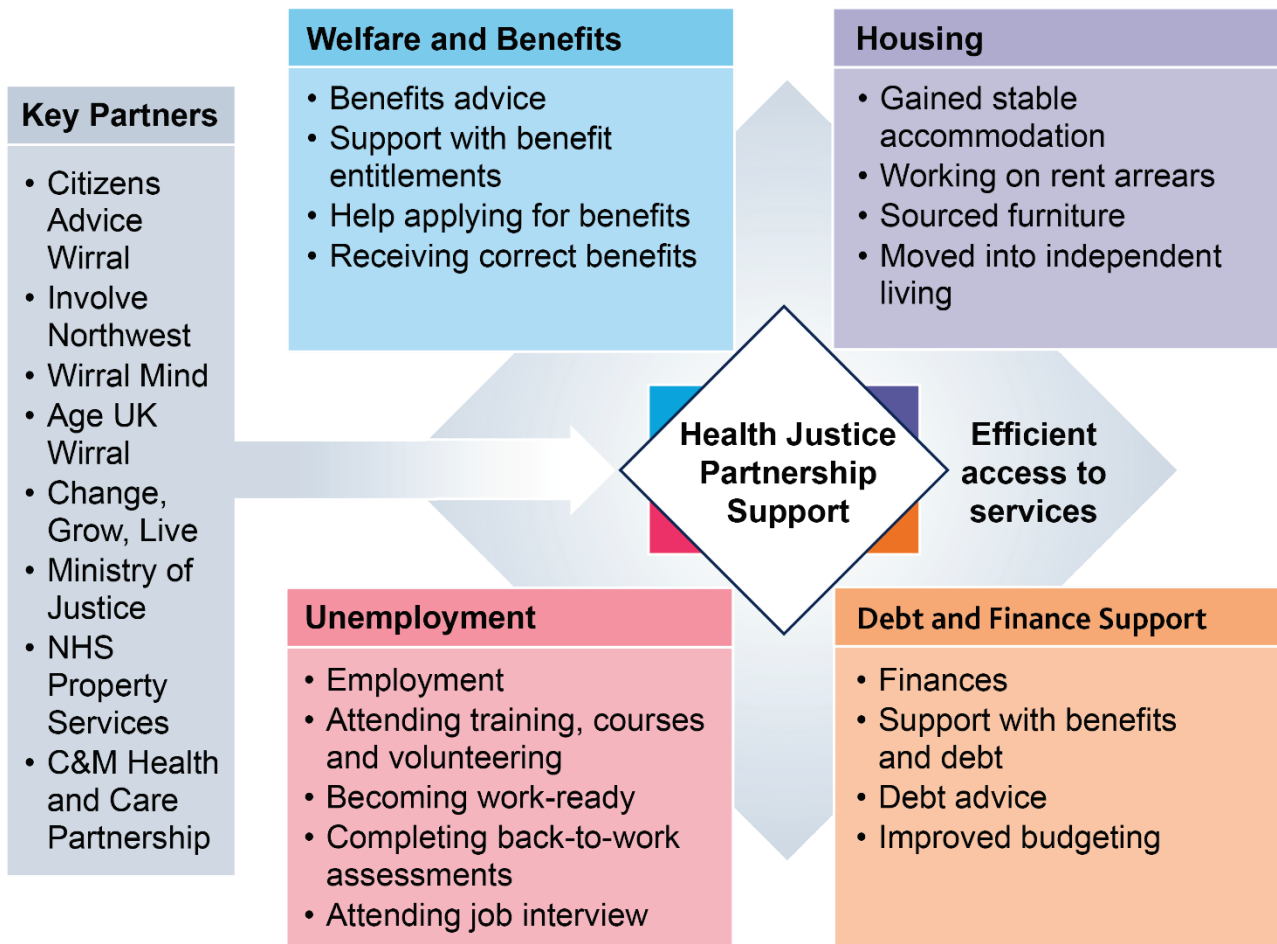 Key Partners
• Citizens
Advice
Wirral
• Involve
Northwest
• Wirral Mind
• Age UK
Wirral
• Change,
Grow, Live
• Ministry of
Justice
• NHS
Property
Services
• C&M Health
and Care
Partnership
Welfare and Benefits
• Benefits advice
• Support with benefit
entitlements
• Help applying for benefits
• Receiving correct benefits
Housing
• Gained stable
accommodation
• Working on rent arrears
• Sourced furniture
• Moved into independent
living
Health Justice
Partnership
Support
Efficient
access to
services
Unemployment
• Employment
• Attending training, courses
and volunteering
• Becoming work-ready
• Completing back-to-work
assessments
• Attending job interview
Debt and Finance Support
• Finances
• Support with benefits
and debt
• Debt advice
• Improved budgeting